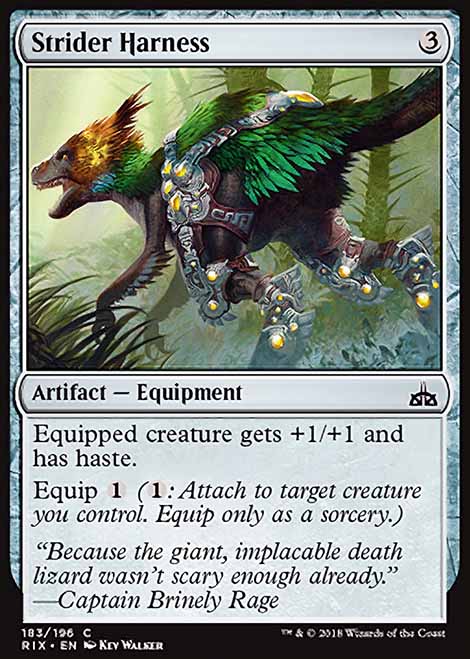 Strider Harness 3
Artifact — Equipment
Equipped creature gets +1/+1 and
has haste.
Equip 1 (1: Attach to target creature
you control. Equip only as a sorcery.)
“Because the giant, implacable death
lizard wasn’t scary enough already.”
—Captain Brinely Rage
183/196 C
RIX • EN Key Walker
™ & © 2018 Wizards of the Coast